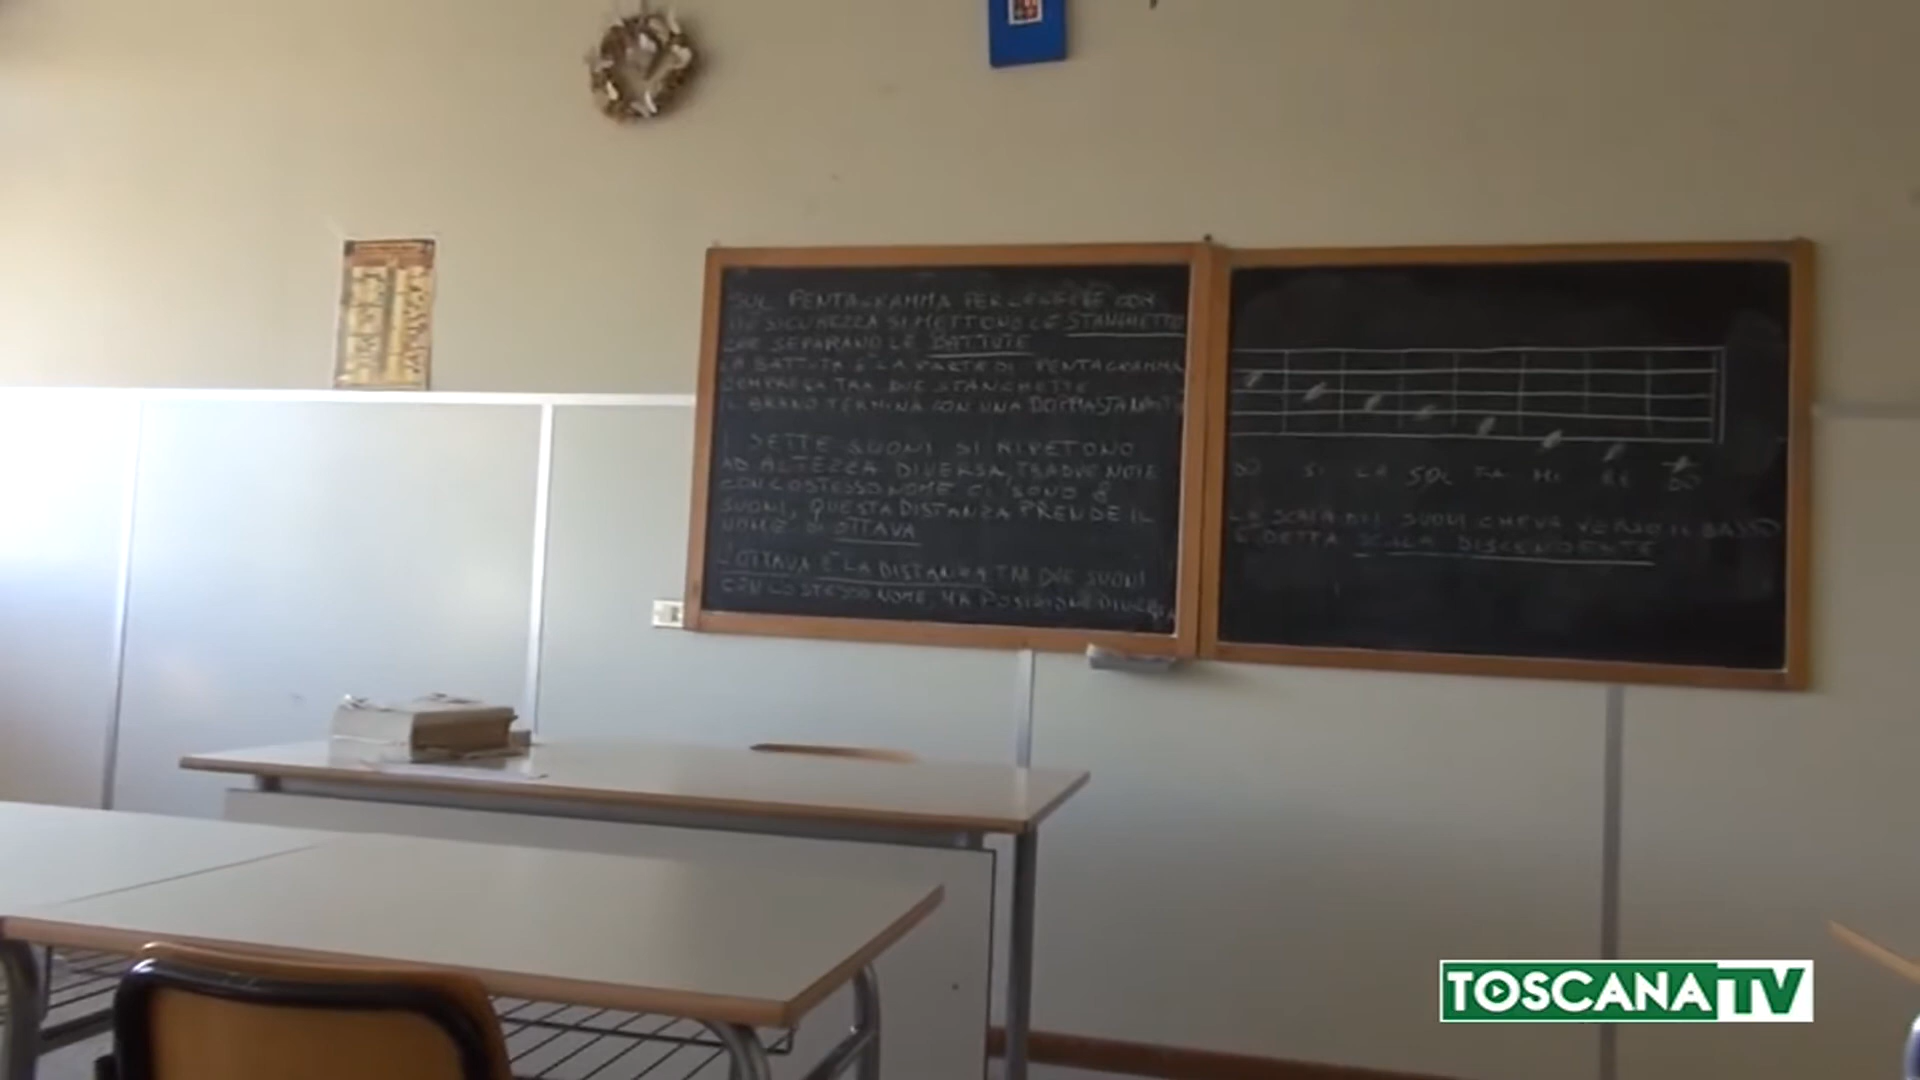 SUL PENTAGRAMMA PER LEGGERE CON
SICUREZZA SI METTONO LE STANGHETTE
CHE SEPARANO LE BATTUTE
LA BATTUTA È LA PARTE DI PENTAGRAMMA
COMPRESA TRA DUE STANGHETTE
IL BRANO TERMINA CON UNA DOPPIA STANGHETTA
I SETTE SUONI SI RIPETONO
AD ALTEZZA DIVERSA, TRA DUE NOTE
CON LO STESSO NOME CI SONO 8
SUONI, QUESTA DISTANZA PRENDE IL
NOME DI OTTAVA
L'OTTAVA È LA DISTANZA TRA DUE SUONI
CON LO STESSO NOME, MA POSIZIONE DIVERSA
DO SI LA SOL FA MI RE DO
LA SCALA DEI SUONI CHE VA VERSO IL BASSO
È DETTA SCALA DISCENDENTE
TOSCANA TV